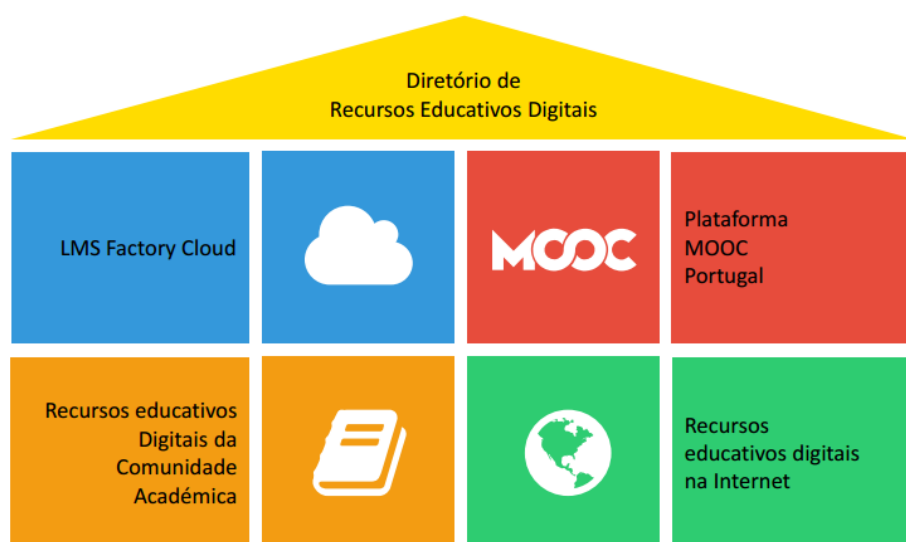 Diretório de
Recursos Educativos Digitais
LMS Factory Cloud
MOOC
Plataforma
MOOC
Portugal
Recursos educativos
Digitais da
Comunidade
Académica
Recursos
educativos digitais
na Internet